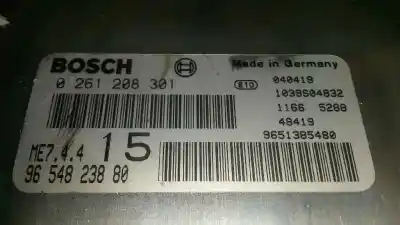 BOSCH
Made in Germany
0 261 208 301
e10
040419
1039S04832
1166 5288
48419
9651385480
ME7.4.4 15
96 548 238 80